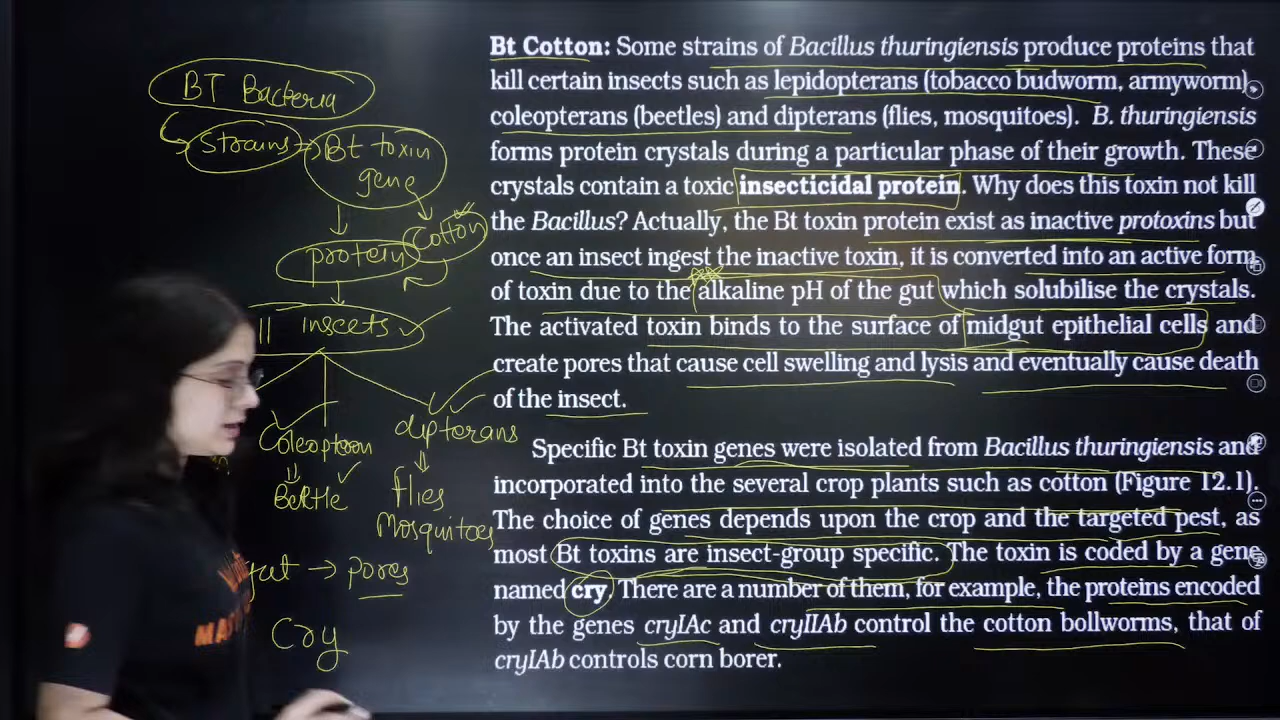 BT Bacteria
Strains
Bt toxin
gene
Cotton
protein
insects
Coleopteran
dipterans
Beetle
flies
Mosquitoes
gut → pores
Cry
Bt Cotton: Some strains of Bacillus thuringiensis produce proteins that
kill certain insects such as lepidopterans (tobacco budworm, armyworm),
coleopterans (beetles) and dipterans (flies, mosquitoes). B. thuringiensis
forms protein crystals during a particular phase of their growth. These
crystals contain a toxic insecticidal protein. Why does this toxin not kill
the Bacillus? Actually, the Bt toxin protein exist as inactive protoxins but
once an insect ingest the inactive toxin, it is converted into an active form
of toxin due to the alkaline pH of the gut which solubilise the crystals.
The activated toxin binds to the surface of midgut epithelial cells and
create pores that cause cell swelling and lysis and eventually cause death
of the insect.
Specific Bt toxin genes were isolated from Bacillus thuringiensis and
incorporated into the several crop plants such as cotton (Figure 12.1).
The choice of genes depends upon the crop and the targeted pest, as
most Bt toxins are insect-group specific. The toxin is coded by a gene
named cry. There are a number of them, for example, the proteins encoded
by the genes cryIAc and cryIIAb control the cotton bollworms, that of
cryIAb controls corn borer.